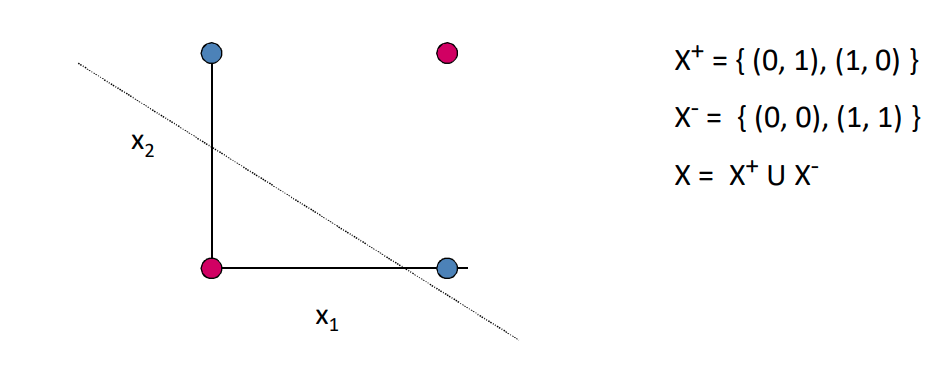 X⁺ = { (0, 1), (1, 0) }
X⁻ = { (0, 0), (1, 1) }
X = X⁺ U X⁻
x₂
x₁